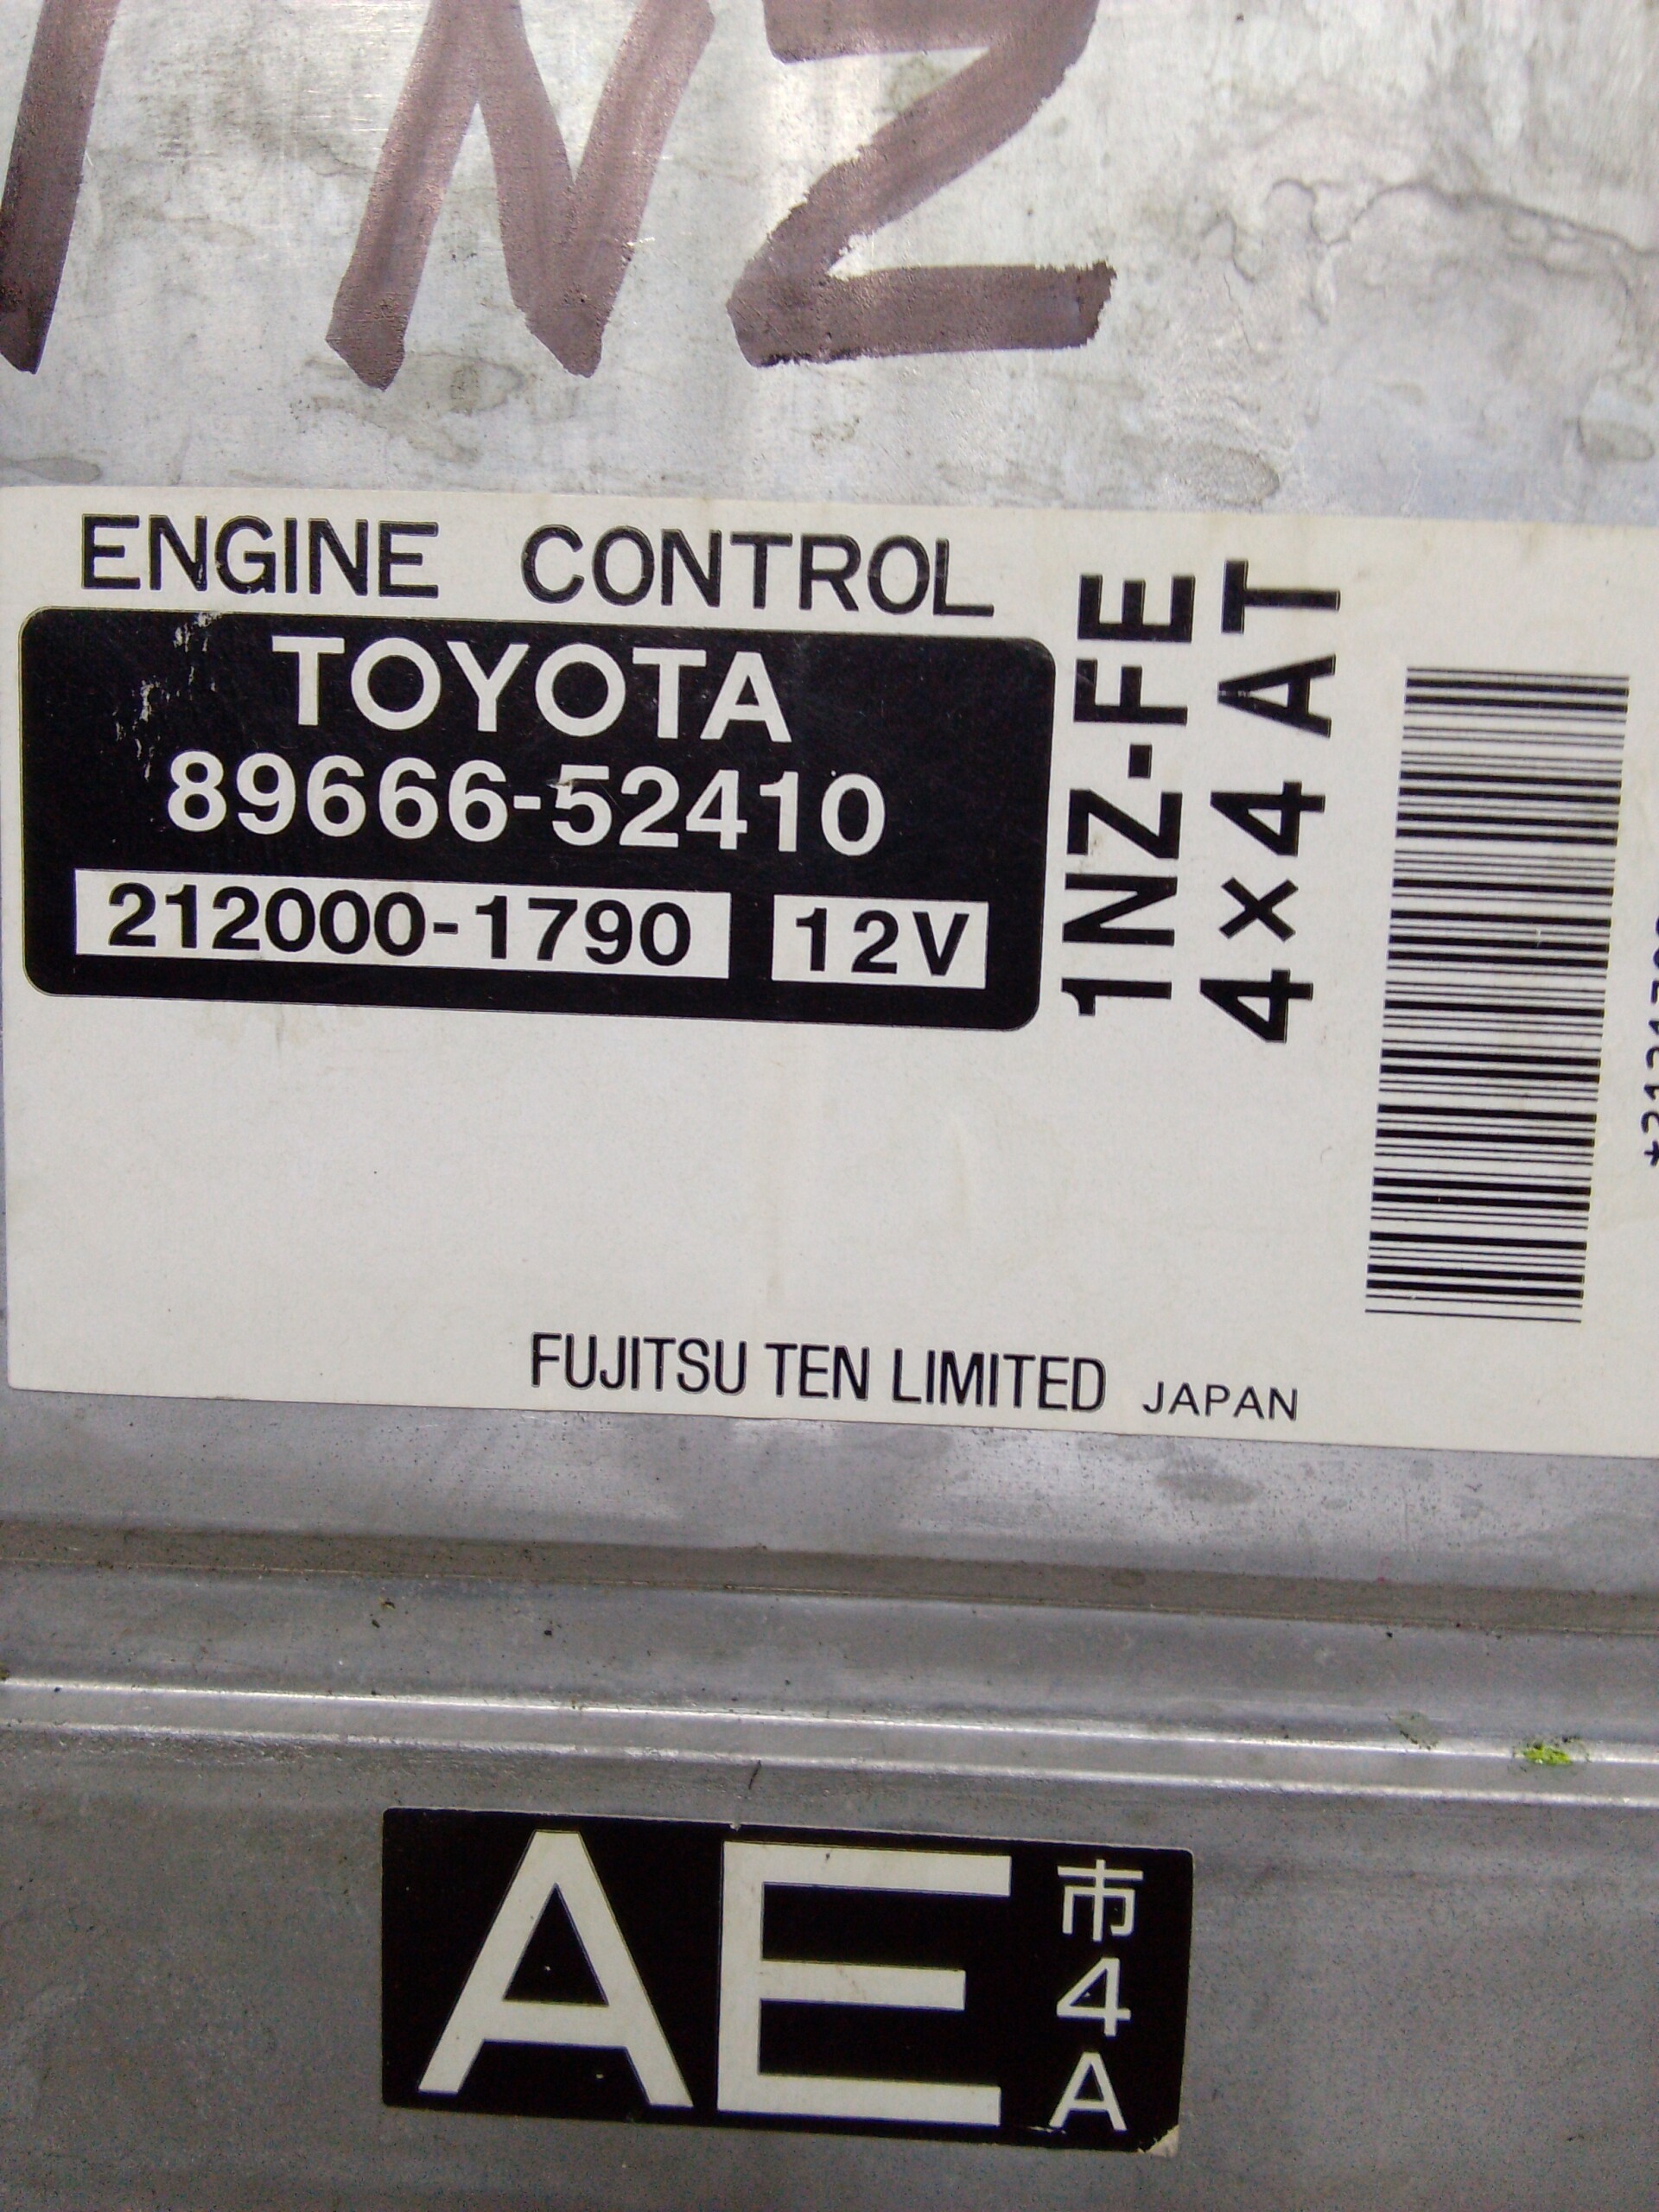 1NZ
ENGINE CONTROL
TOYOTA
89666-52410
212000-1790 12V
1NZ-FE
4×4 AT
FUJITSU TEN LIMITED JAPAN
AE
市
4
A